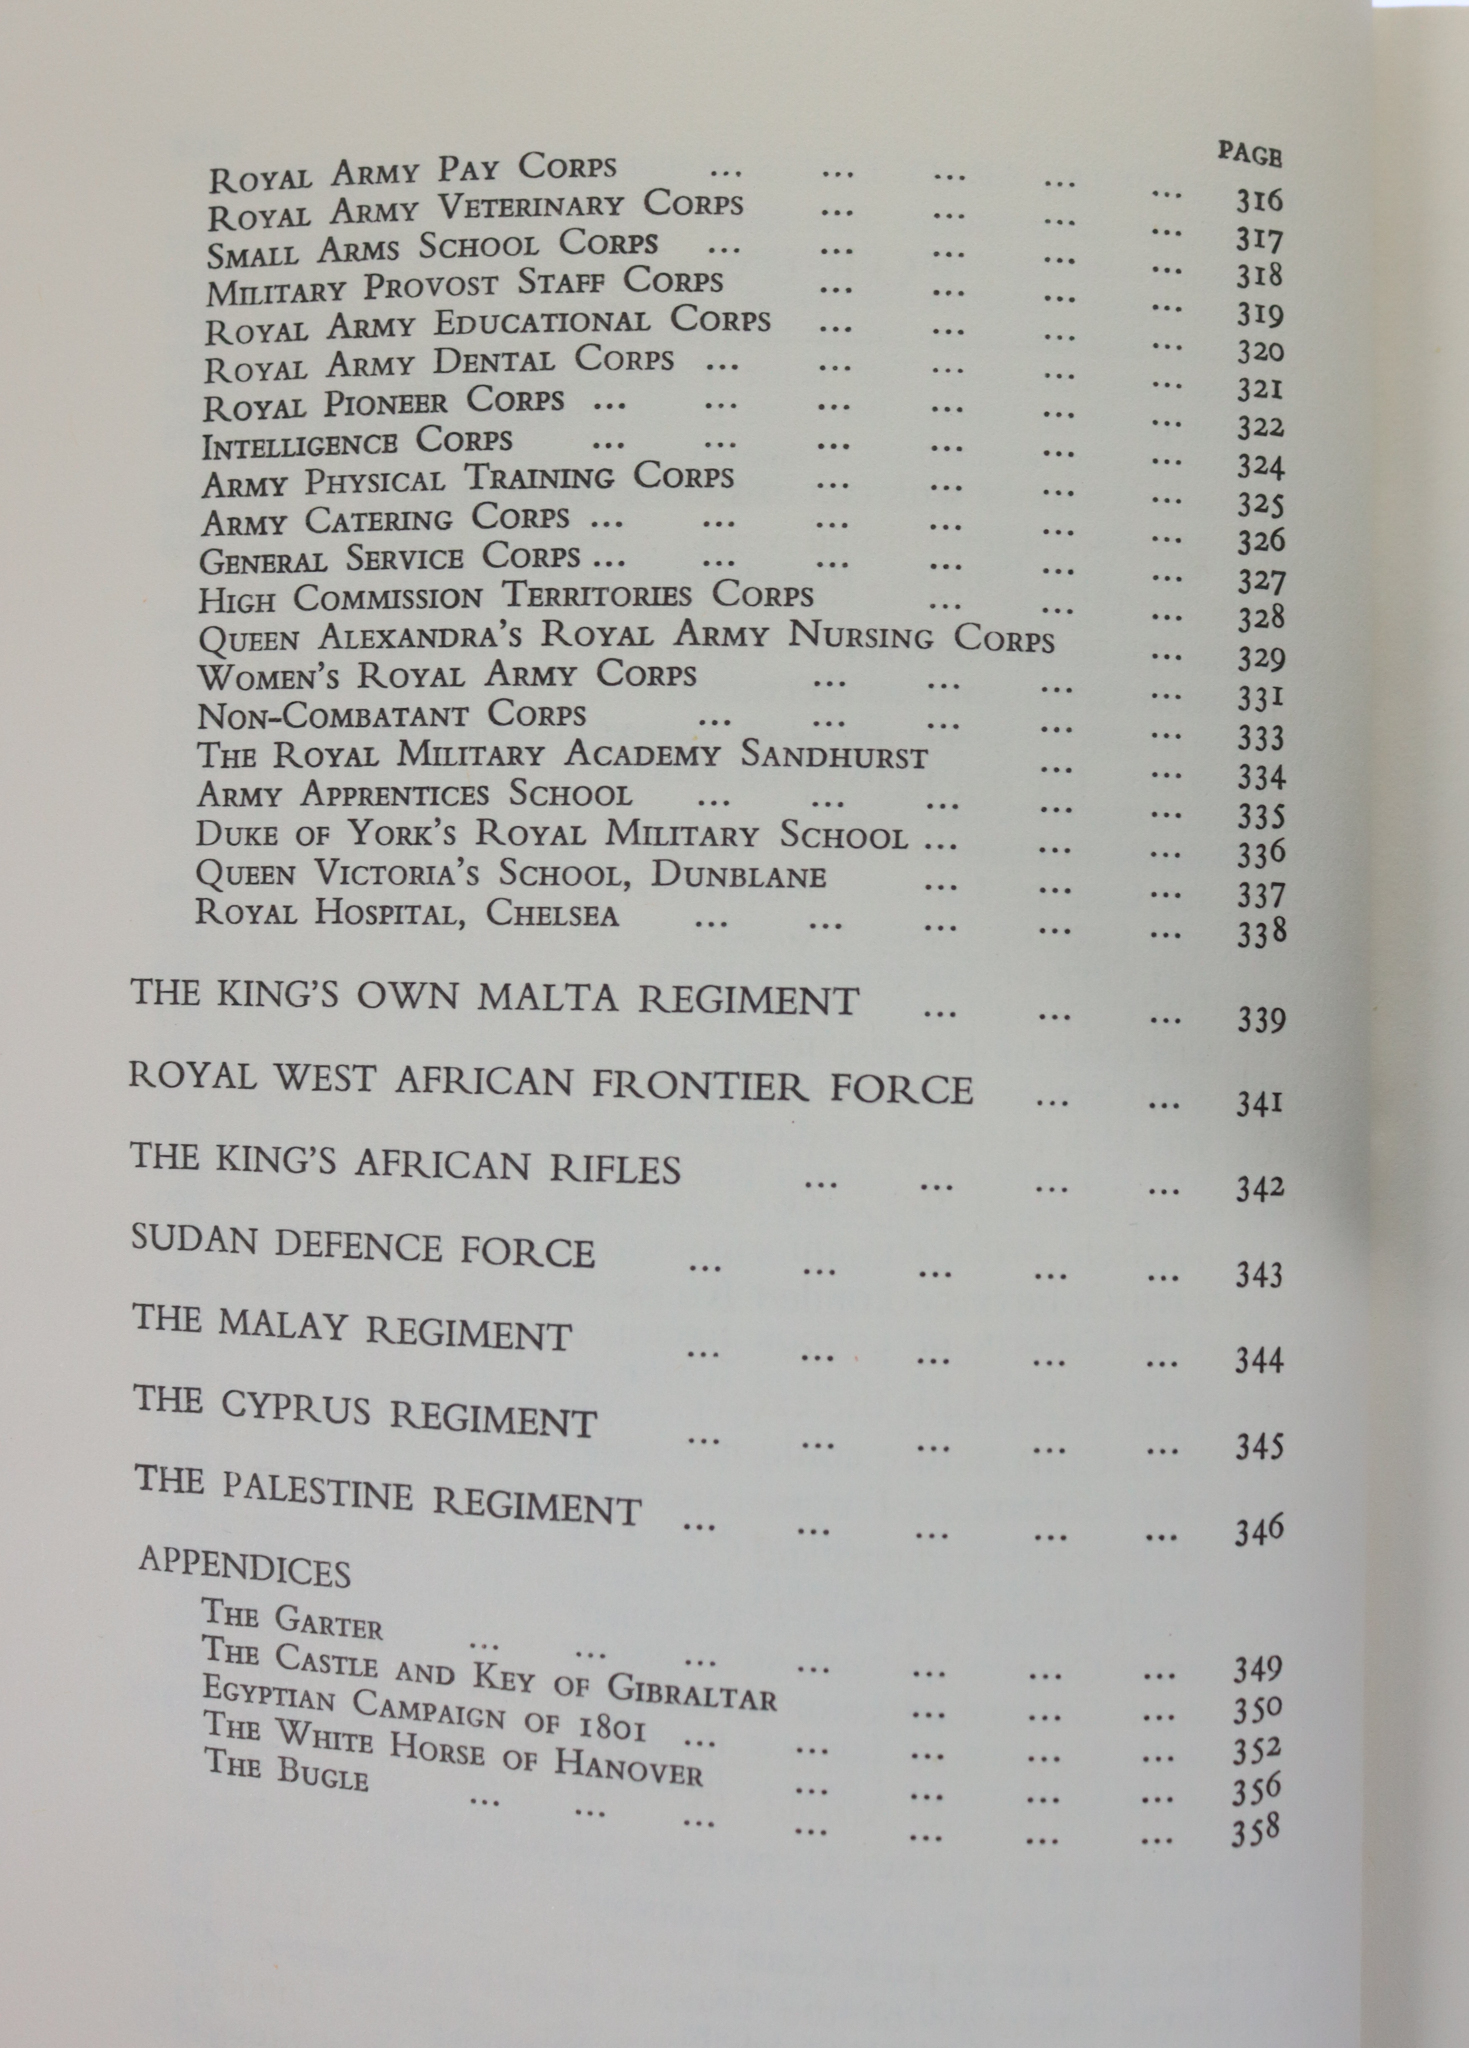 PAGE
Royal Army Pay Corps ... ... ... ... ... 316
Royal Army Veterinary Corps ... ... ... ... 317
Small Arms School Corps ... ... ... ... ... 318
Military Provost Staff Corps ... ... ... ... 319
Royal Army Educational Corps ... ... ... ... 320
Royal Army Dental Corps ... ... ... ... ... 321
Royal Pioneer Corps ... ... ... ... ... ... 322
Intelligence Corps ... ... ... ... ... ... 324
Army Physical Training Corps ... ... ... ... 325
Army Catering Corps ... ... ... ... ... ... 326
General Service Corps ... ... ... ... ... ... 327
High Commission Territories Corps ... ... ... 328
Queen Alexandra's Royal Army Nursing Corps ... 329
Women's Royal Army Corps ... ... ... ... 331
Non-Combatant Corps ... ... ... ... ... 333
The Royal Military Academy Sandhurst ... ... 334
Army Apprentices School ... ... ... ... ... 335
Duke of York's Royal Military School ... ... ... 336
Queen Victoria's School, Dunblane ... ... ... 337
Royal Hospital, Chelsea ... ... ... ... ... 338
THE KING'S OWN MALTA REGIMENT ... ... ... 339
ROYAL WEST AFRICAN FRONTIER FORCE ... ... 341
THE KING'S AFRICAN RIFLES ... ... ... ... 342
SUDAN DEFENCE FORCE ... ... ... ... ... 343
THE MALAY REGIMENT ... ... ... ... ... 344
THE CYPRUS REGIMENT ... ... ... ... ... 345
THE PALESTINE REGIMENT ... ... ... ... ... 346
APPENDICES
The Garter ... ... ... ... ... ... ... 349
The Castle and Key of Gibraltar ... ... ... 350
Egyptian Campaign of 1801 ... ... ... ... ... 352
The White Horse of Hanover ... ... ... ... 356
The Bugle ... ... ... ... ... ... ... 358